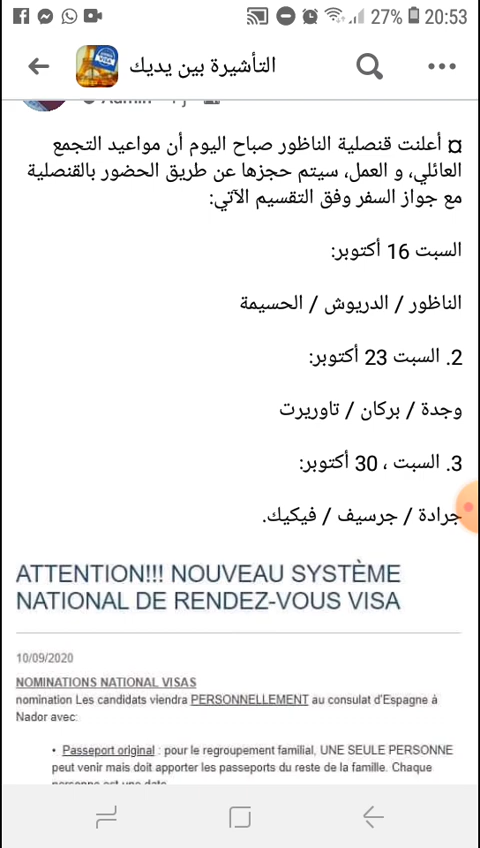 27% 20:53
التأشيرة بين يديك
¤ أعلنت قنصلية الناظور صباح اليوم أن مواعيد التجمع
العائلي، و العمل، سيتم حجزها عن طريق الحضور بالقنصلية
مع جواز السفر وفق التقسيم الآتي:
السبت 16 أكتوبر:
الناظور / الدريوش / الحسيمة
2. السبت 23 أكتوبر:
وجدة / بركان / تاوريرت
3. السبت ، 30 أكتوبر:
جرادة / جرسيف / فيكيك.
ATTENTION!!! NOUVEAU SYSTÈME
NATIONAL DE RENDEZ-VOUS VISA
10/09/2020
NOMINATIONS NATIONAL VISAS
nomination Les candidats viendra PERSONNELLEMENT au consulat d'Espagne à
Nador avec:
• Passeport original : pour le regroupement familial, UNE SEULE PERSONNE
peut venir mais doit apporter les passeports du reste de la famille. Chaque
personne est une date